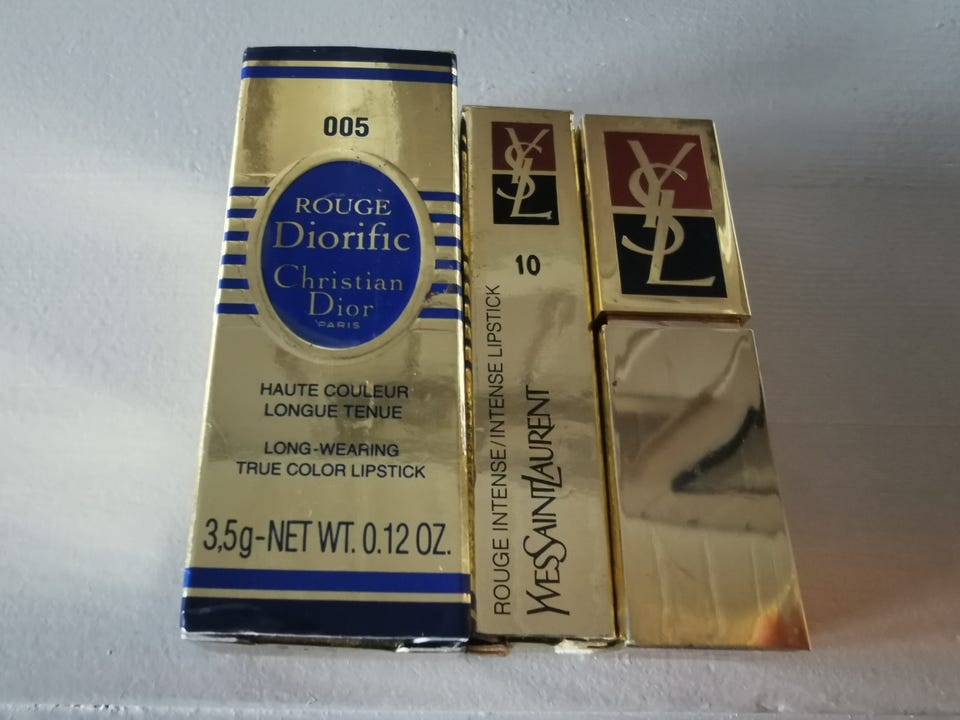 005
ROUGE
Diorific
Christian
Dior
PARIS
HAUTE COULEUR
LONGUE TENUE
LONG-WEARING
TRUE COLOR LIPSTICK
3,5g-NET WT. 0.12 OZ.
YSL
10
ROUGE INTENSE/INTENSE LIPSTICK
YVESSAINTLAURENT
YSL